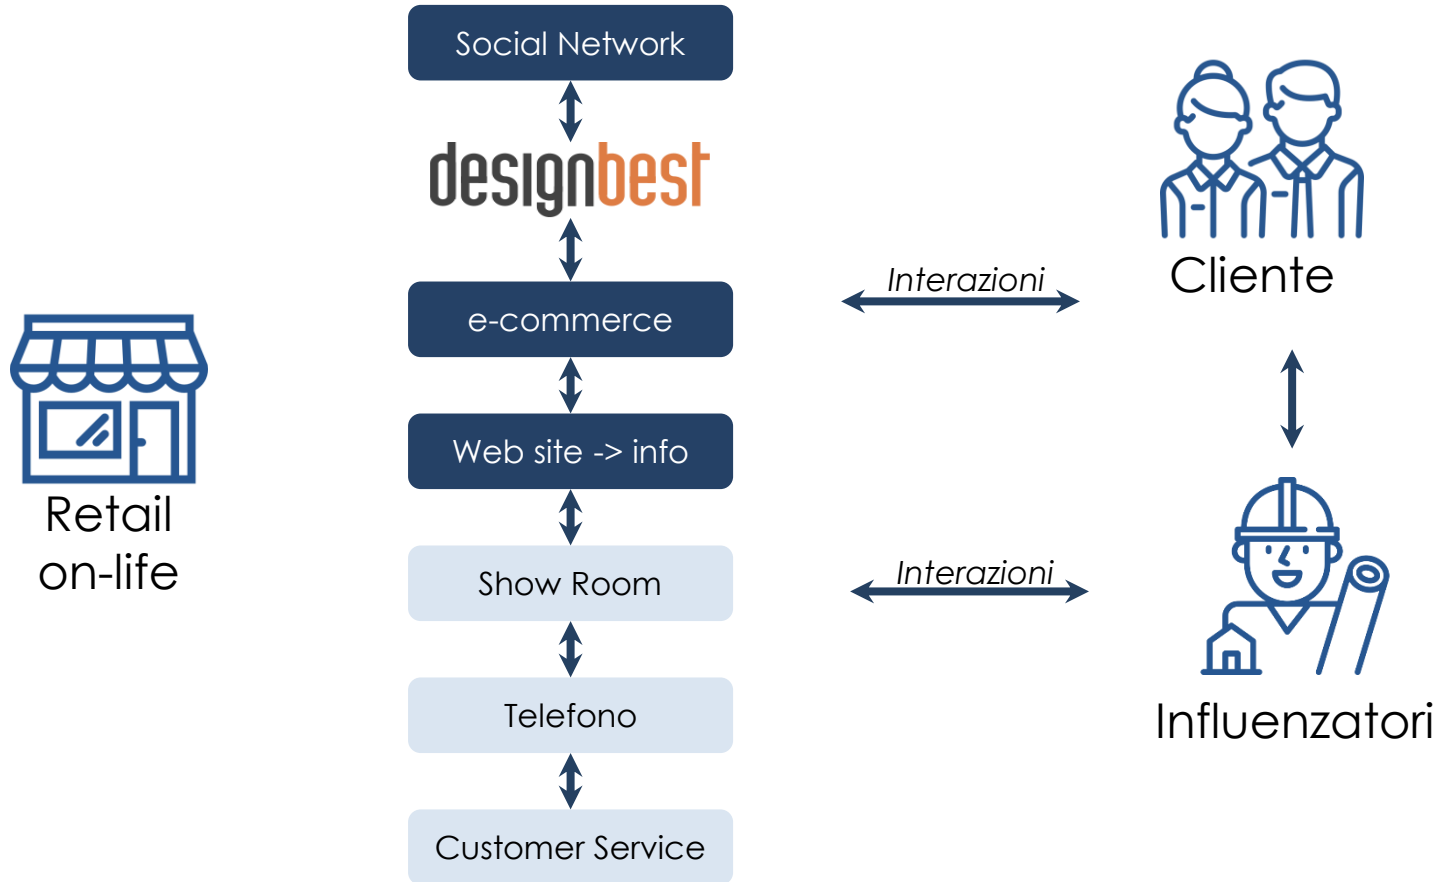 Social Network
designbest
e-commerce
Web site -> info
Show Room
Telefono
Customer Service
Retail
on-life
Interazioni
Interazioni
Cliente
Influenzatori